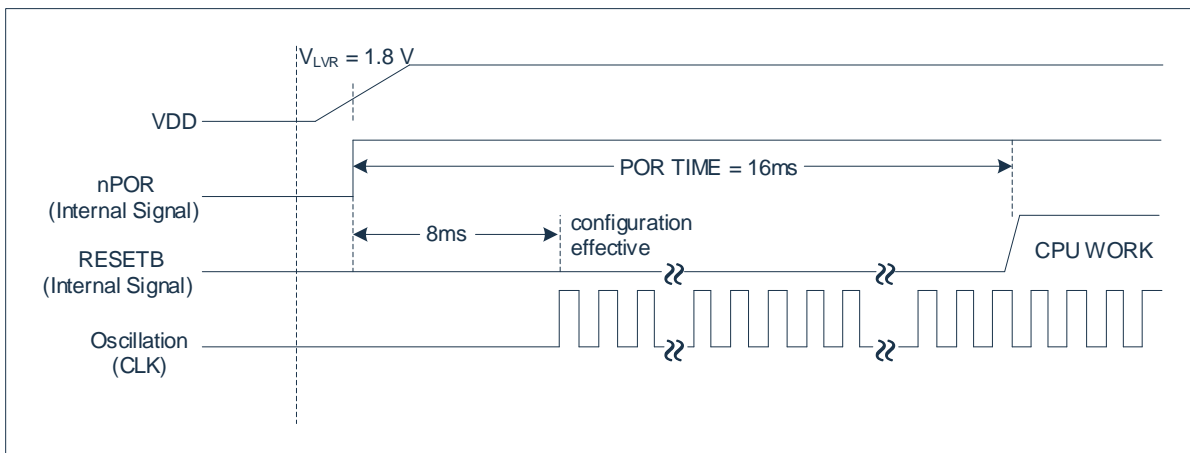 VLVR = 1.8 V
VDD
POR TIME = 16ms
nPOR
(Internal Signal)
8ms
configuration
effective
RESETB
(Internal Signal)
CPU WORK
Oscillation
(CLK)